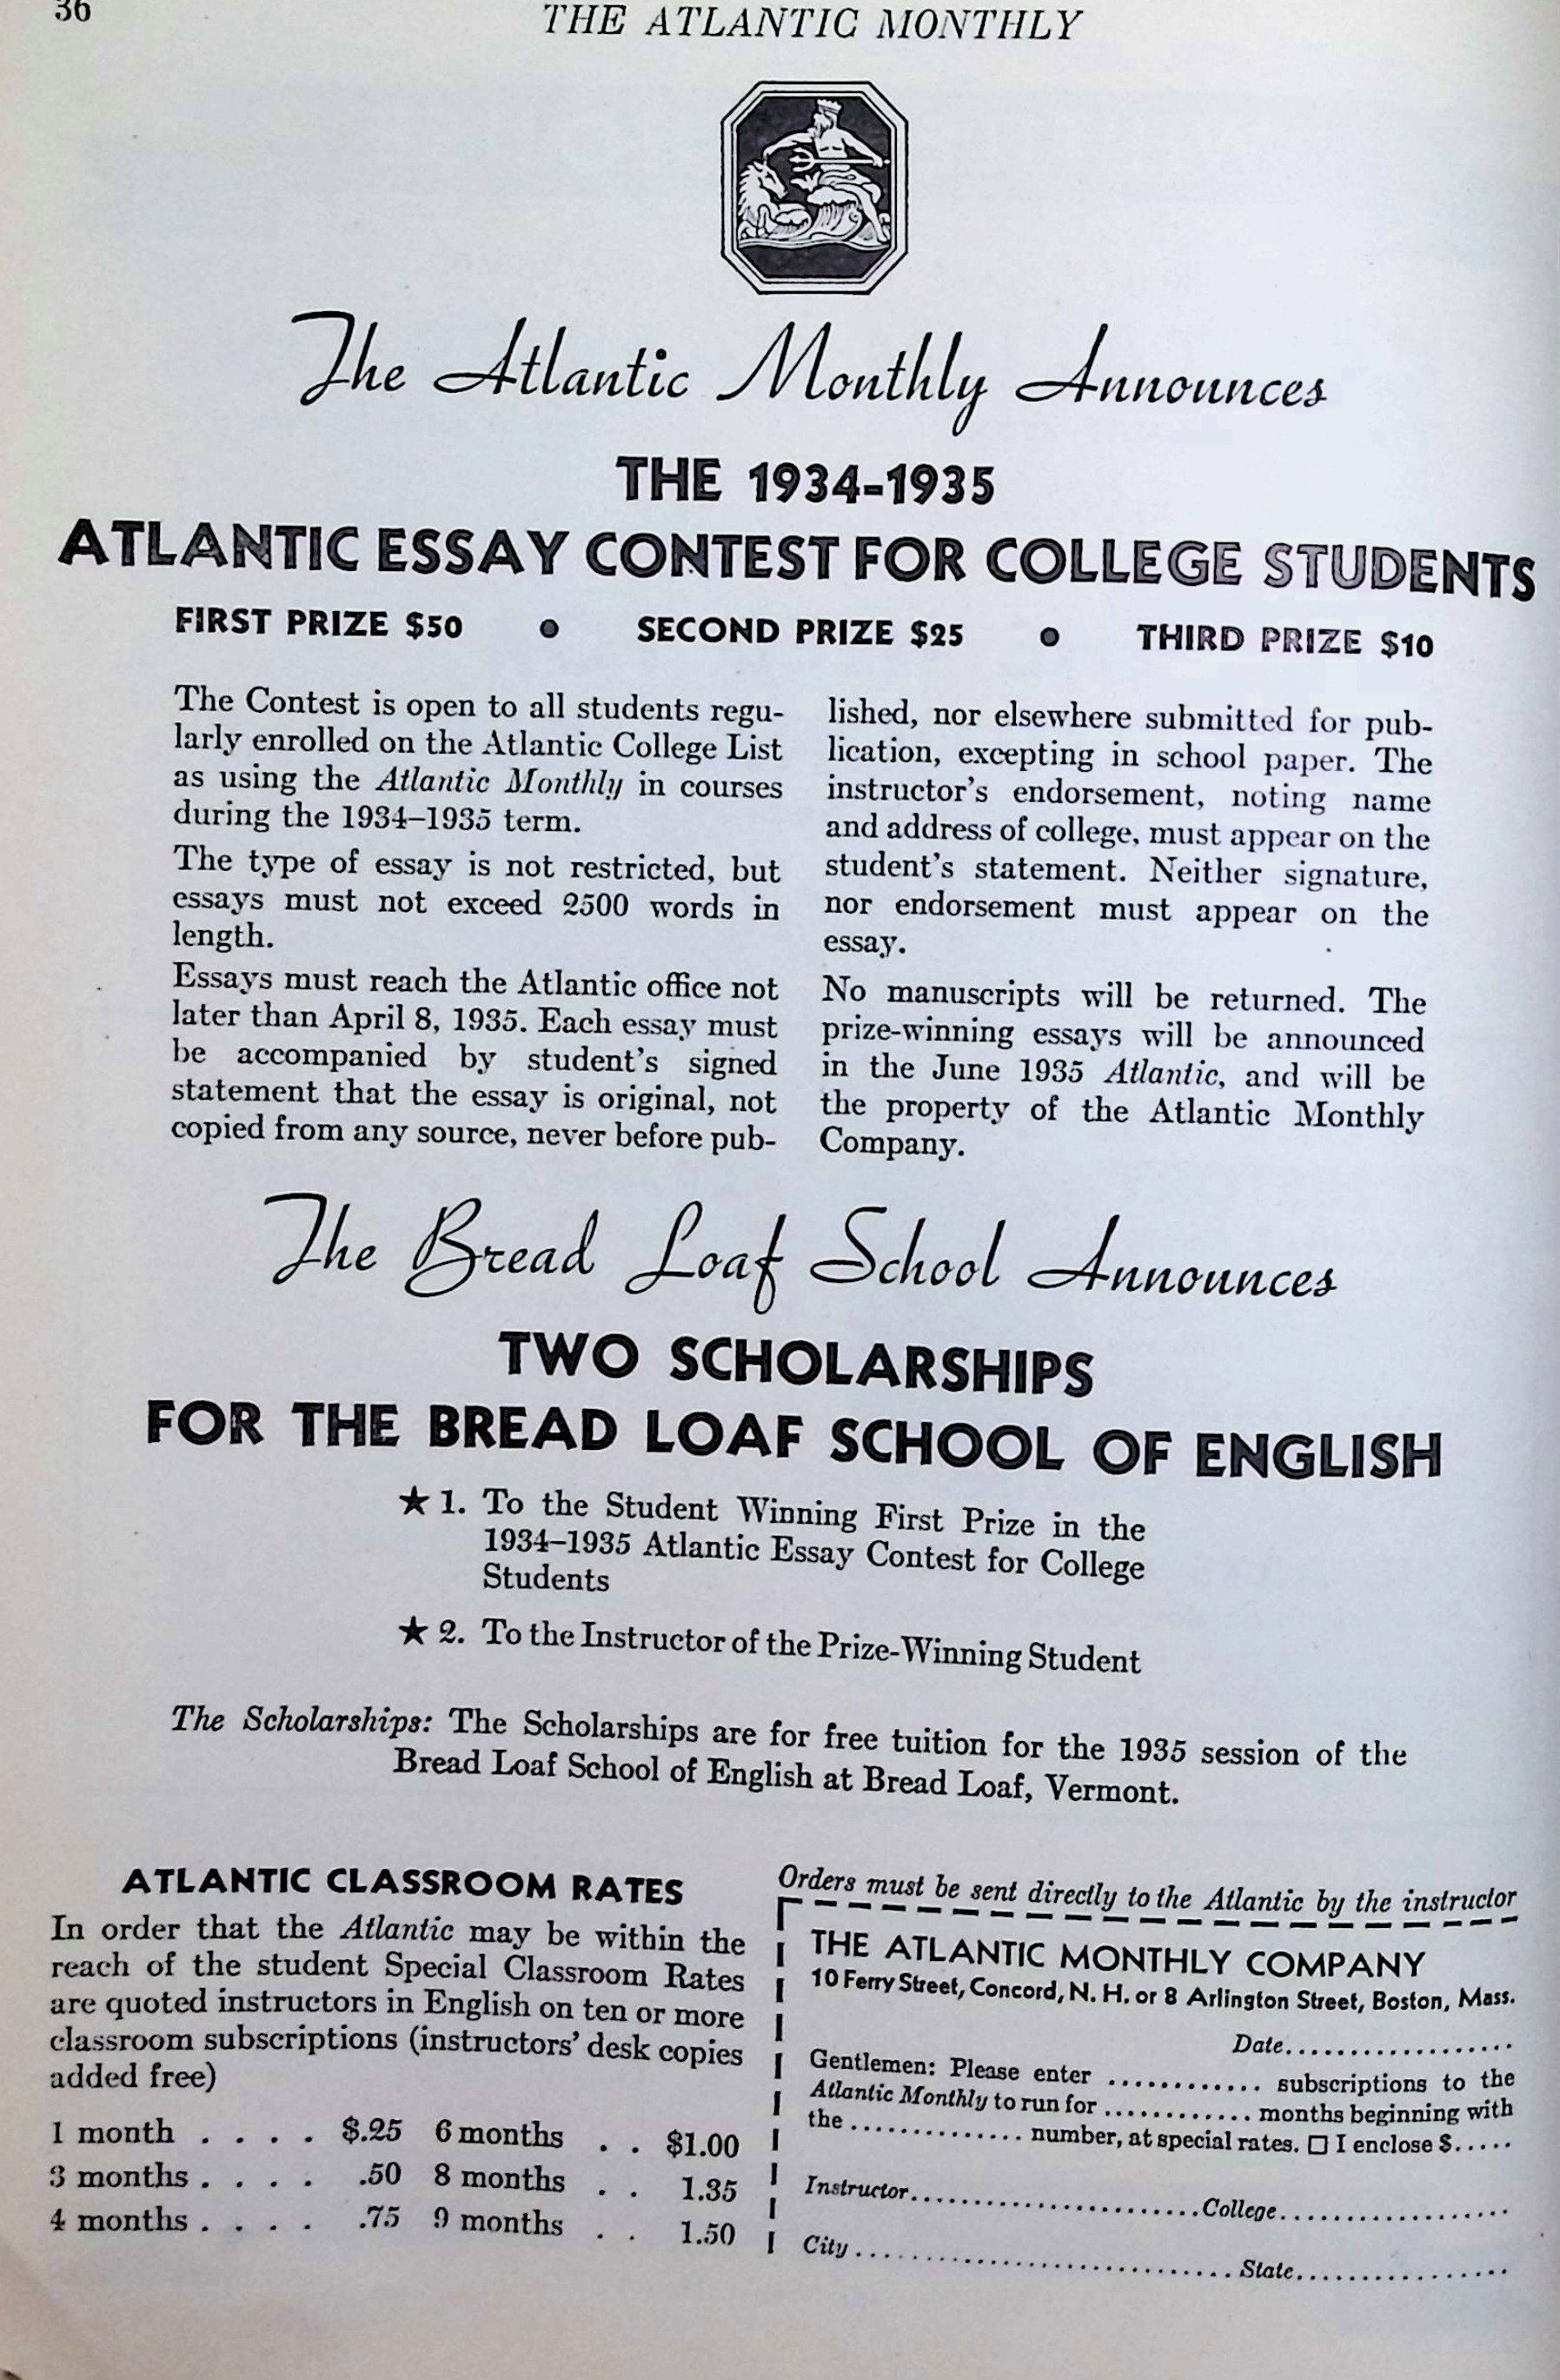 36
THE ATLANTIC MONTHLY
The Atlantic Monthly Announces
THE 1934-1935
ATLANTIC ESSAY CONTEST FOR COLLEGE STUDENTS
FIRST PRIZE $50 ● SECOND PRIZE $25 ● THIRD PRIZE $10
The Contest is open to all students regu-
larly enrolled on the Atlantic College List
as using the Atlantic Monthly in courses
during the 1934–1935 term.
The type of essay is not restricted, but
essays must not exceed 2500 words in
length.
Essays must reach the Atlantic office not
later than April 8, 1935. Each essay must
be accompanied by student's signed
statement that the essay is original, not
copied from any source, never before pub-
lished, nor elsewhere submitted for pub-
lication, excepting in school paper. The
instructor's endorsement, noting name
and address of college, must appear on the
student's statement. Neither signature,
nor endorsement must appear on the
essay.
No manuscripts will be returned. The
prize-winning essays will be announced
in the June 1935 Atlantic, and will be
the property of the Atlantic Monthly
Company.
The Bread Loaf School Announces
TWO SCHOLARSHIPS
FOR THE BREAD LOAF SCHOOL OF ENGLISH
★ 1. To the Student Winning First Prize in the
1934–1935 Atlantic Essay Contest for College
Students
★ 2. To the Instructor of the Prize-Winning Student
The Scholarships: The Scholarships are for free tuition for the 1935 session of the
Bread Loaf School of English at Bread Loaf, Vermont.
ATLANTIC CLASSROOM RATES
In order that the Atlantic may be within the
reach of the student Special Classroom Rates
are quoted instructors in English on ten or more
classroom subscriptions (instructors' desk copies
added free)
1 month . . . . $.25 6 months . . $1.00
3 months . . . . .50 8 months . . 1.35
4 months . . . . .75 9 months . . 1.50
Orders must be sent directly to the Atlantic by the instructor
THE ATLANTIC MONTHLY COMPANY
10 Ferry Street, Concord, N. H. or 8 Arlington Street, Boston, Mass.
Date..................
Gentlemen: Please enter ............ subscriptions to the
Atlantic Monthly to run for ............ months beginning with
the .............. number, at special rates. □ I enclose $.....
Instructor.......................College..................
City ..............................State.................